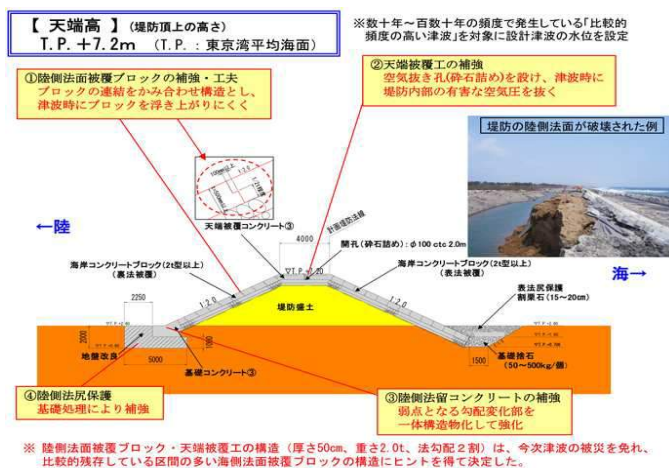 【 天端高 】（堤防頂上の高さ）
T.P.+7.2m （T.P.：東京湾平均海面）
※数十年～百数十年の頻度で発生している「比較的
頻度の高い津波」を対象に設計津波の水位を設定
①陸側法面被覆ブロックの補強・工夫
ブロックの連結をかみ合わせ構造とし、
津波時にブロックを浮き上がりにくく
②天端被覆工の補強
空気抜き孔(砕石詰め)を設け、津波時に
堤防内部の有害な空気圧を抜く
堤防の陸側法面が破壊された例
←陸
海→
天端被覆コンクリート③
計画堤防法線
4000
開孔(砕石詰め)：φ100 ctc 2.0m
▽T.P.+7.20
海岸コンクリートブロック(2t型以上)
(裏法被覆)
海岸コンクリートブロック(2t型以上)
(表法被覆)
1:2.0
1:2.0
堤防盛土
2250
2000
地盤改良
5000
基礎コンクリート③
表法尻保護
割栗石(15～20cm)
1500
基礎捨石
(50～500kg/個)
④陸側法尻保護
基礎処理により補強
③陸側法留コンクリートの補強
弱点となる勾配変化部を
一体構造物化して強化
※ 陸側法面被覆ブロック・天端被覆工の構造（厚さ50cm、重さ2.0t、法勾配２割）は、今次津波の被災を免れ、
比較的残存している区間の多い海側法面被覆ブロックの構造にヒントを得て決定した。